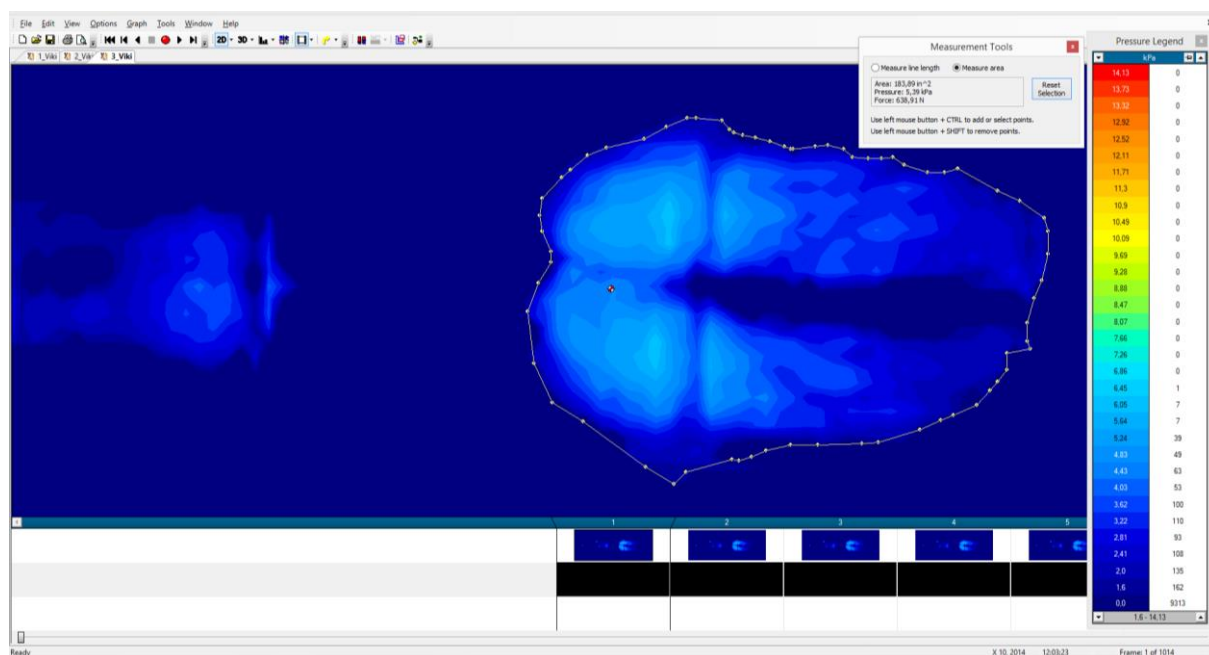 File Edit View Options Graph Tools Window Help
2D 3D
1_Viki 2_Vik 3_Viki
Measurement Tools
Measure line length Measure area
Area: 183,89 in^2
Pressure: 5,39 kPa
Force: 638,91 N
Reset
Selection
Use left mouse button + CTRL to add or select points.
Use left mouse button + SHIFT to remove points.
Pressure Legend
kPa
14,13 0
13,73 0
13,32 0
12,92 0
12,52 0
12,11 0
11,71 0
11,3 0
10,9 0
10,49 0
10,09 0
9,69 0
9,28 0
8,88 0
8,47 0
8,07 0
7,66 0
7,26 0
6,86 0
6,45 1
6,05 7
5,64 7
5,24 39
4,83 49
4,43 63
4,03 53
3,62 100
3,22 110
2,81 93
2,41 108
2,0 135
1,6 162
0,0 9313
1,6 - 14,13
1 2 3 4 5
Ready X 10, 2014 12:03:23 Frame: 1 of 1014